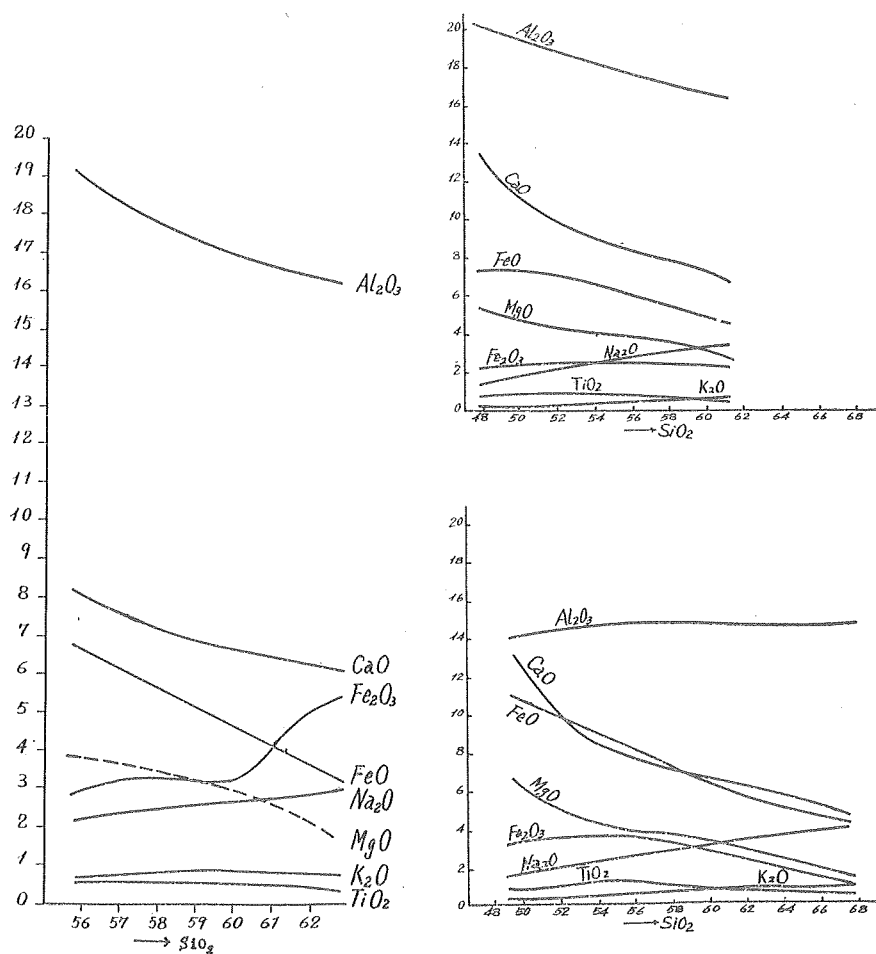 20
19
18
17
16
15
14
13
12
11
10
9
8
7
6
5
4
3
2
1
0
Al₂O₃
CaO
Fe₂O₃
FeO
Na₂O
MgO
K₂O
TiO₂
56 57 58 59 60 61 62
→ SiO₂
20
18
16
14
12
10
8
6
4
2
0
Al₂O₃
CaO
FeO
MgO
Fe₂O₃ Na₂O
TiO₂ K₂O
48 50 52 54 56 58 60 62 64 66 68
→ SiO₂
20
18
16
14
12
10
8
6
4
2
0
Al₂O₃
CaO
FeO
MgO
Fe₂O₃
Na₂O
TiO₂ K₂O
48 50 52 54 56 58 60 62 64 66 68
→ SiO₂